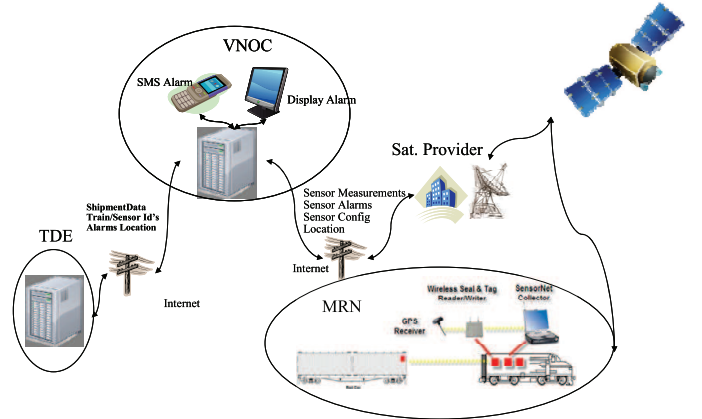 VNOC
SMS Alarm
Display Alarm
Sat. Provider
Sensor Measurements
Sensor Alarms
Sensor Config
Location
ShipmentData
Train/Sensor Id's
Alarms Location
TDE
Internet
Internet
MRN
Wireless Seal & Tag
Reader/Writer
SensorNet
Collector
GPS
Receiver